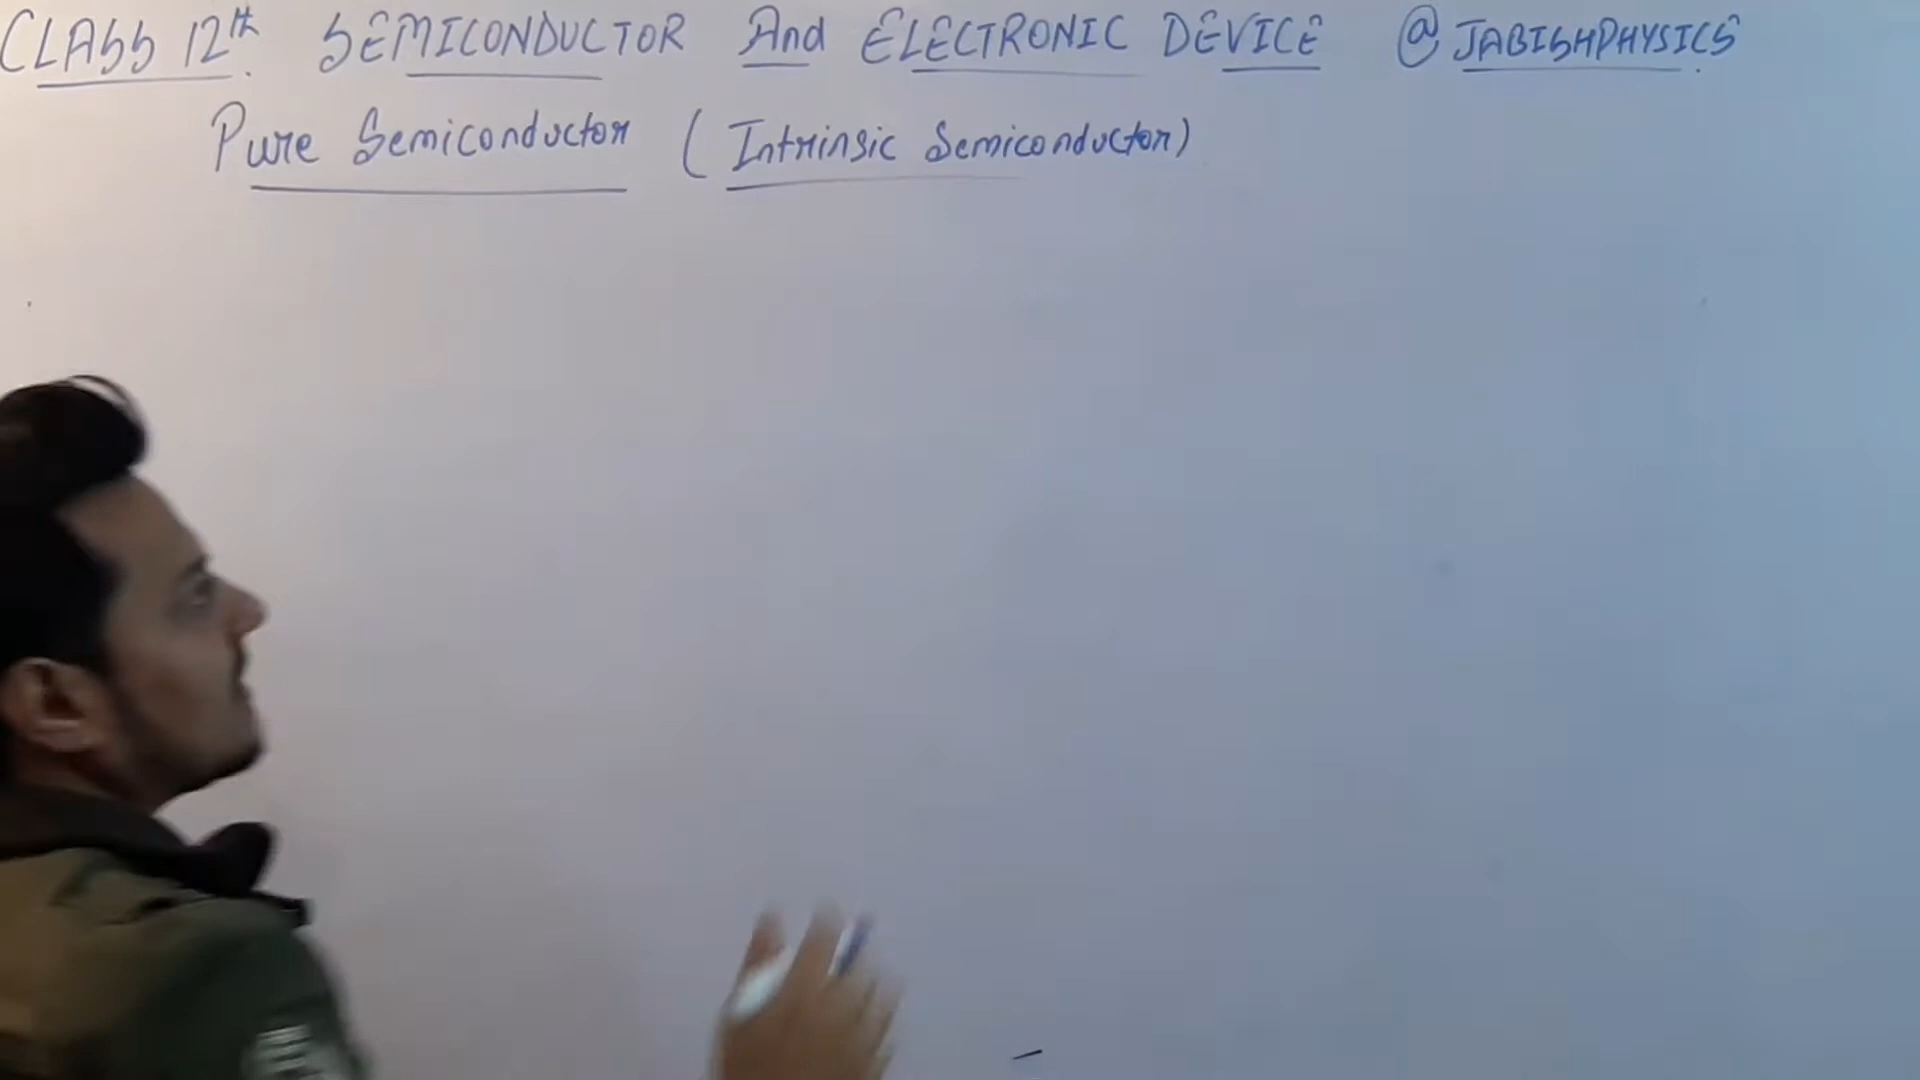 CLASS 12th SEMICONDUCTOR And ELECTRONIC DEVICE @JABISHPHYSICS
Pure Semiconductor (Intrinsic Semiconductor)